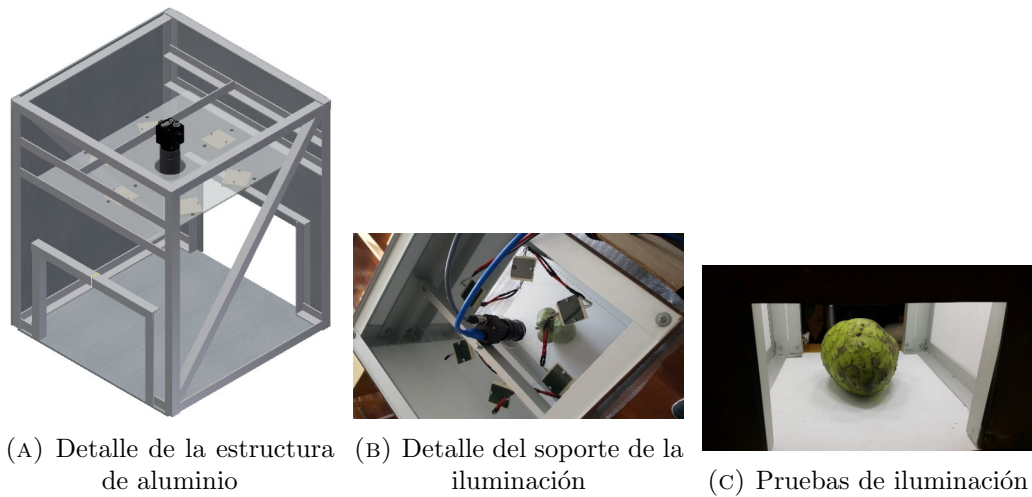 (A) Detalle de la estructura
de aluminio
(B) Detalle del soporte de la
iluminación
(C) Pruebas de iluminación